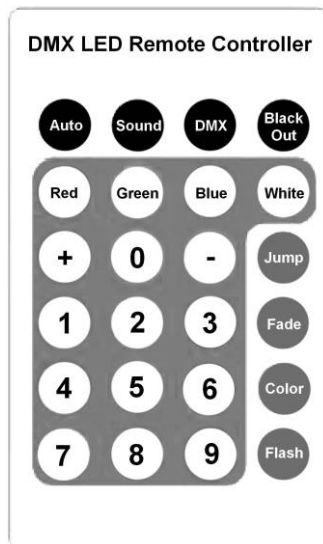 DMX LED Remote Controller
Auto Sound DMX Black Out
Red Green Blue White
+ 0 - Jump
1 2 3 Fade
4 5 6 Color
7 8 9 Flash